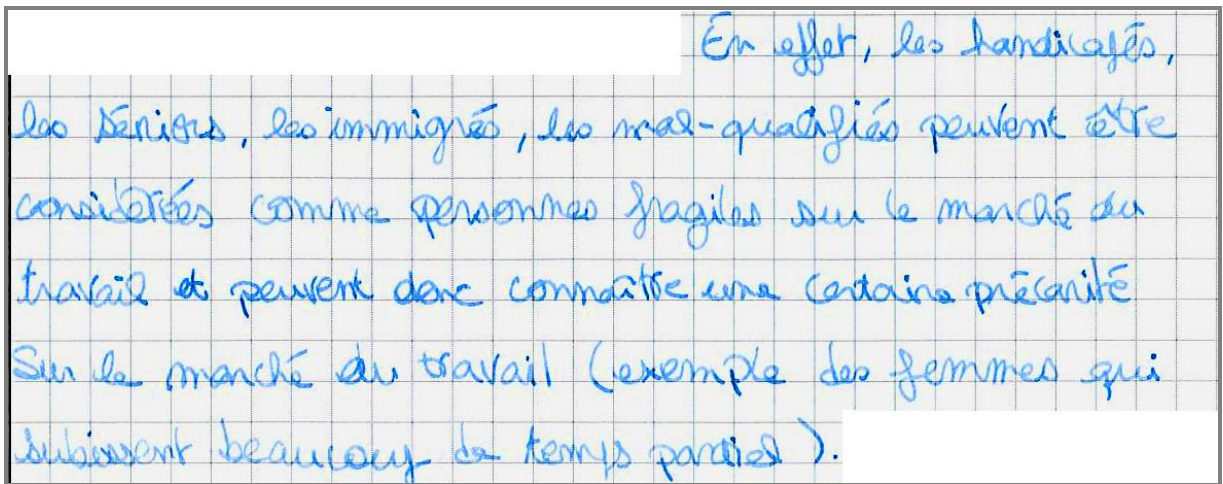 En effet, les handicapés,
les séniors, les immigrés, les mal-qualifiés peuvent être
considérées comme personnes fragiles sur le marché du
travail et peuvent donc connaître une certaine précarité
Sur le marché du travail (exemple des femmes qui
subissent beaucoup de temps partiel).